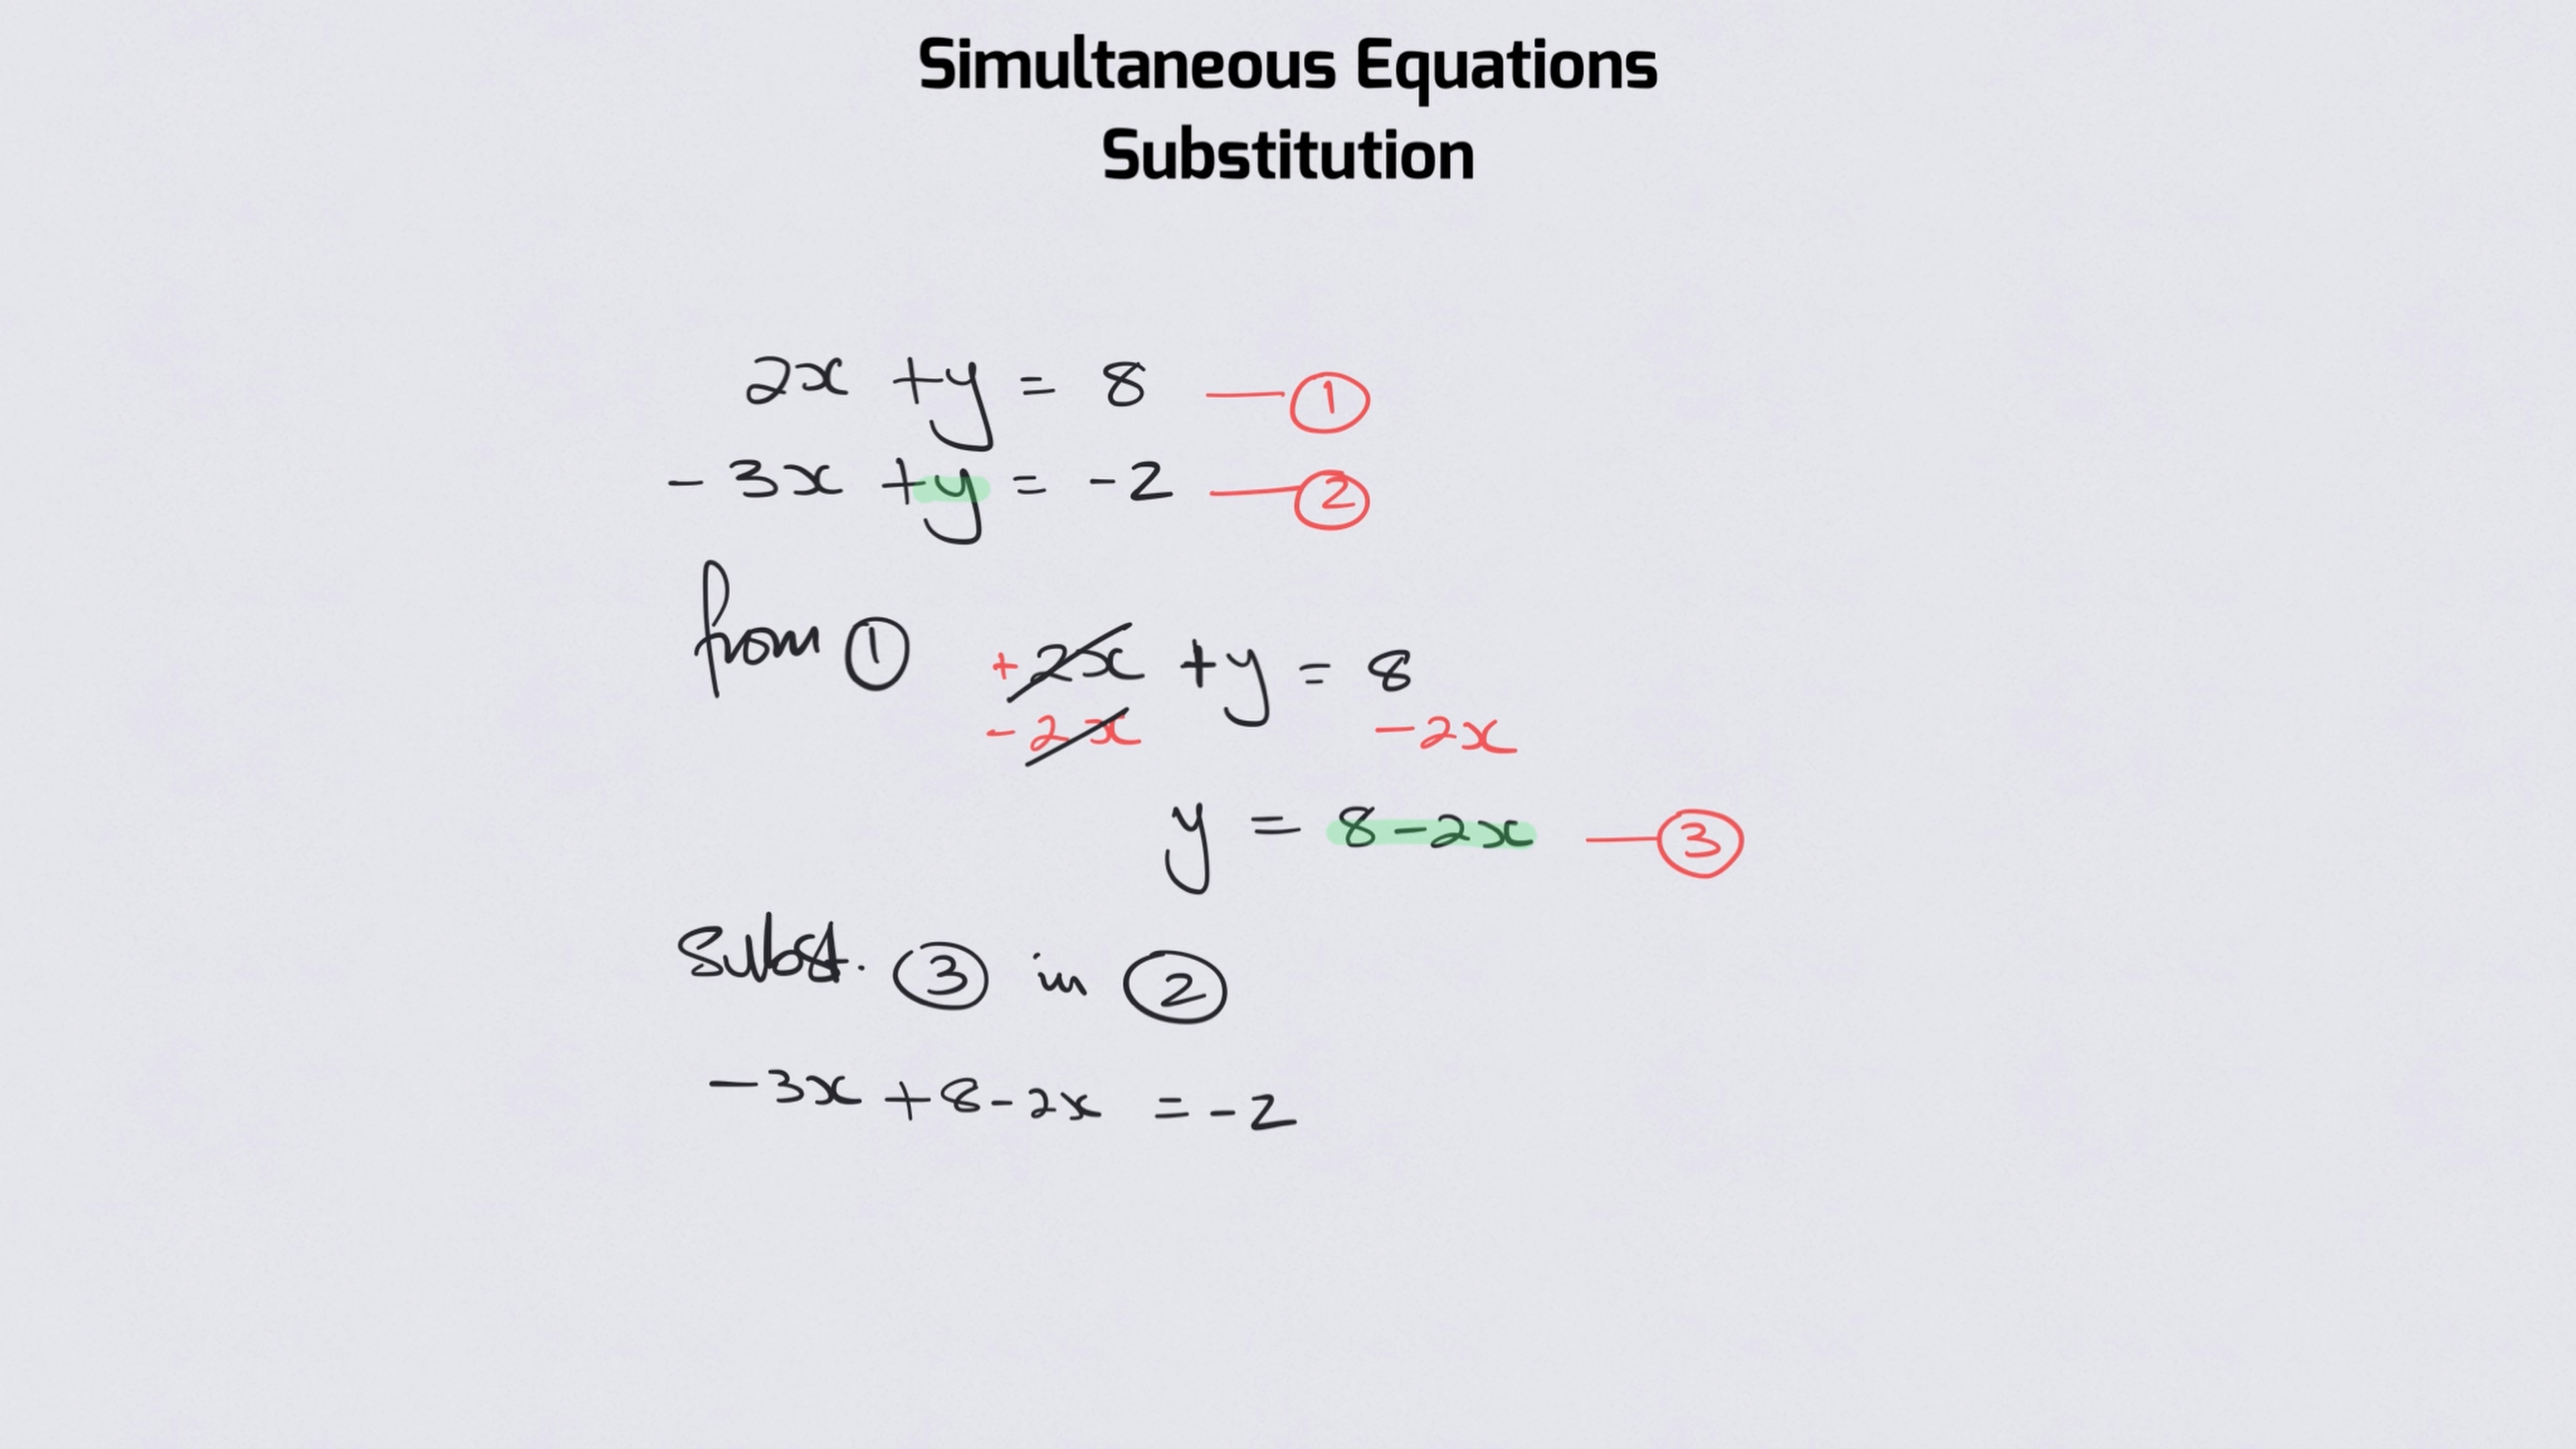 Simultaneous Equations
Substitution
2x + y = 8 — ①
- 3x + y = -2 — ②
from ① + 2x + y = 8
- 2x - 2x
y = 8 - 2x — ③
Subst. ③ in ②
- 3x + 8 - 2x = - 2